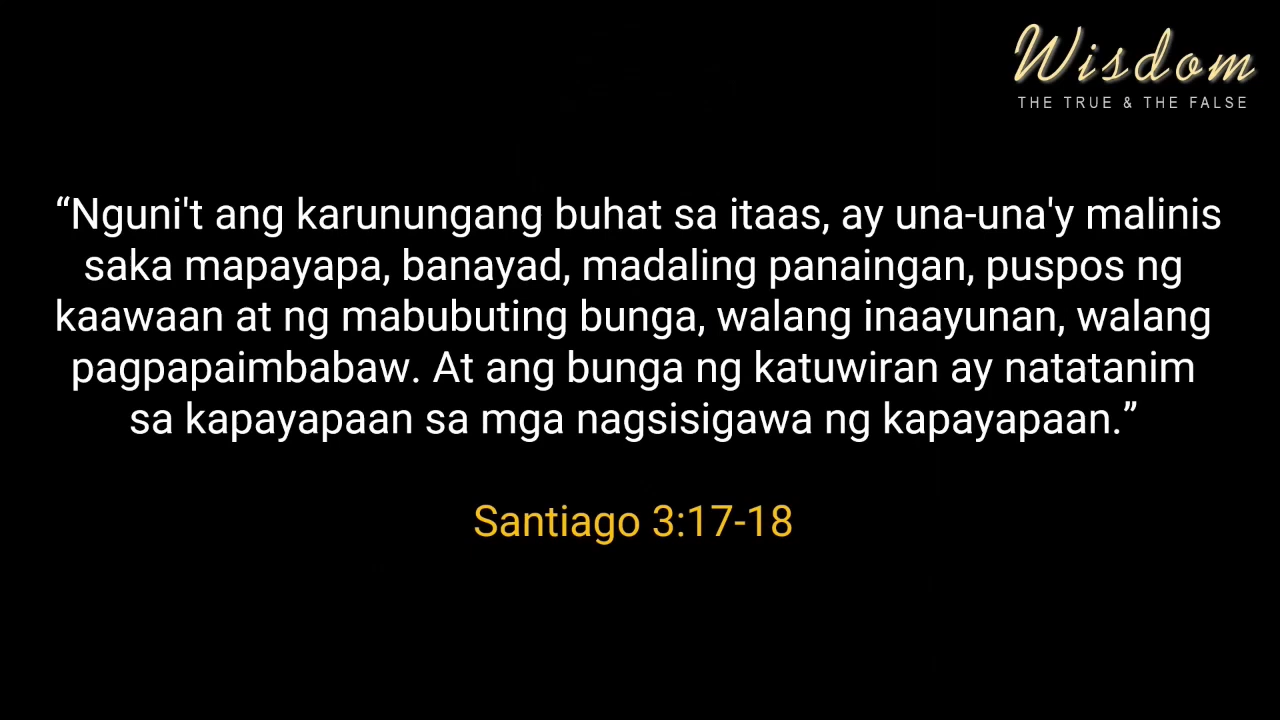 Wisdom
THE TRUE & THE FALSE
“Nguni't ang karunungang buhat sa itaas, ay una-una'y malinis
saka mapayapa, banayad, madaling panaingan, puspos ng
kaawaan at ng mabubuting bunga, walang inaayunan, walang
pagpapaimbabaw. At ang bunga ng katuwiran ay natatanim
sa kapayapaan sa mga nagsisigawa ng kapayapaan.”
Santiago 3:17-18